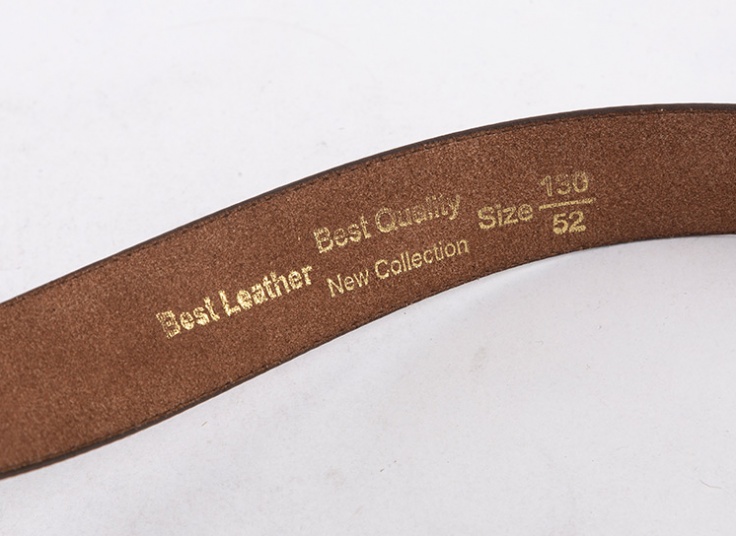 Best Leather
Best Quality
New Collection
Size
130
52